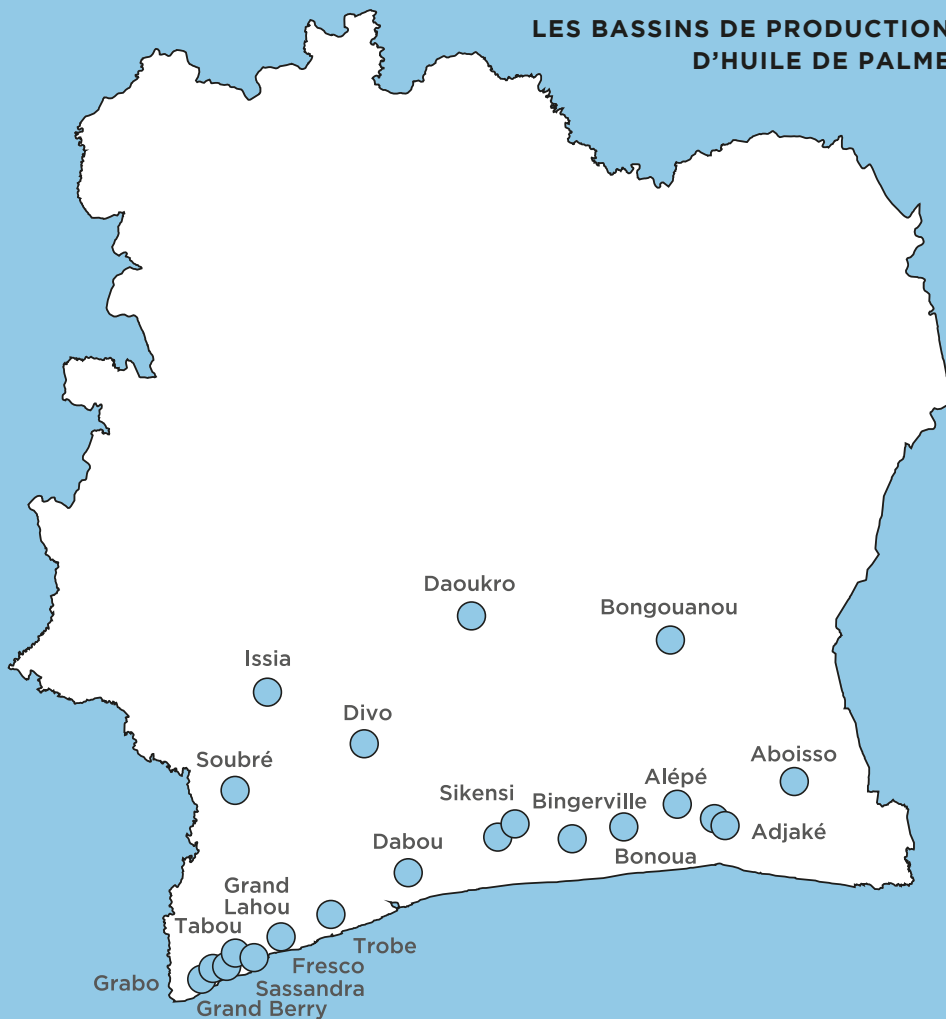 LES BASSINS DE PRODUCTION
D’HUILE DE PALME
Daoukro
Bongouanou
Issia
Divo
Soubré
Aboisso
Alépé
Sikensi
Bingerville
Adjaké
Dabou
Bonoua
Grand
Lahou
Tabou
Trobe
Fresco
Grabo
Sassandra
Grand Berry